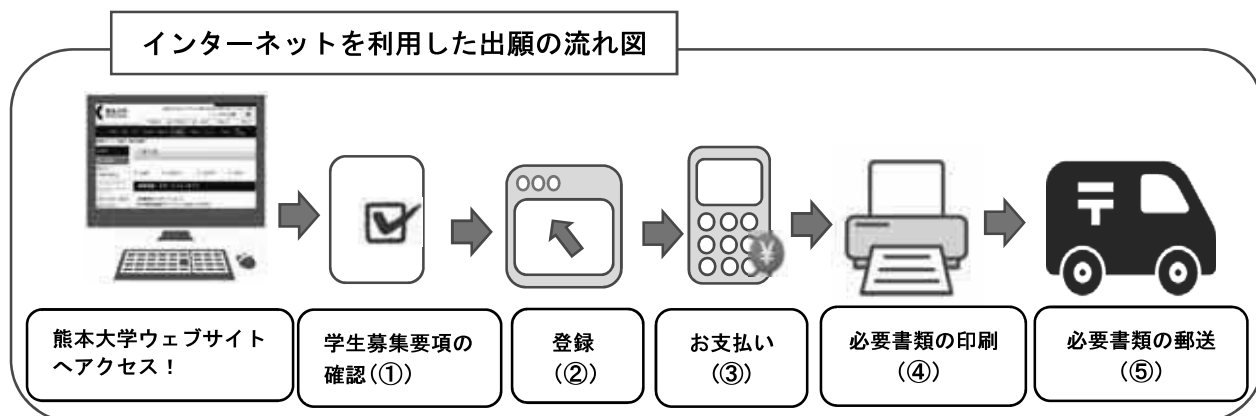 インターネットを利用した出願の流れ図
¥
〒
熊本大学ウェブサイト
へアクセス！
学生募集要項の
確認(①)
登録
(②)
お支払い
(③)
必要書類の印刷
(④)
必要書類の郵送
(⑤)